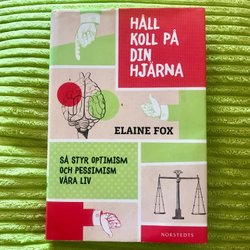 HÅLL
KOLL PÅ
DIN
HJÄRNA
ELAINE FOX
SÅ STYR OPTIMISM
OCH PESSIMISM
VÅRA LIV
NORSTEDTS